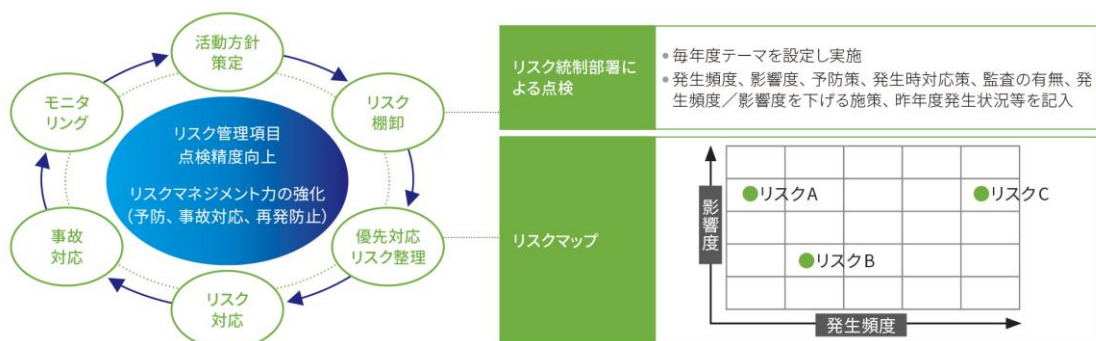 活動方針
策定
リスク
棚卸
優先対応
リスク整理
リスク
対応
事故
対応
モニタ
リング
リスク管理項目
点検精度向上
リスクマネジメント力の強化
(予防、事故対応、再発防止)
リスク統制部署に
よる点検
• 毎年度テーマを設定し実施
• 発生頻度、影響度、予防策、発生時対応策、監査の有無、発
生頻度／影響度を下げる施策、昨年度発生状況等を記入
リスクマップ
影響度
リスクA
リスクC
リスクB
発生頻度